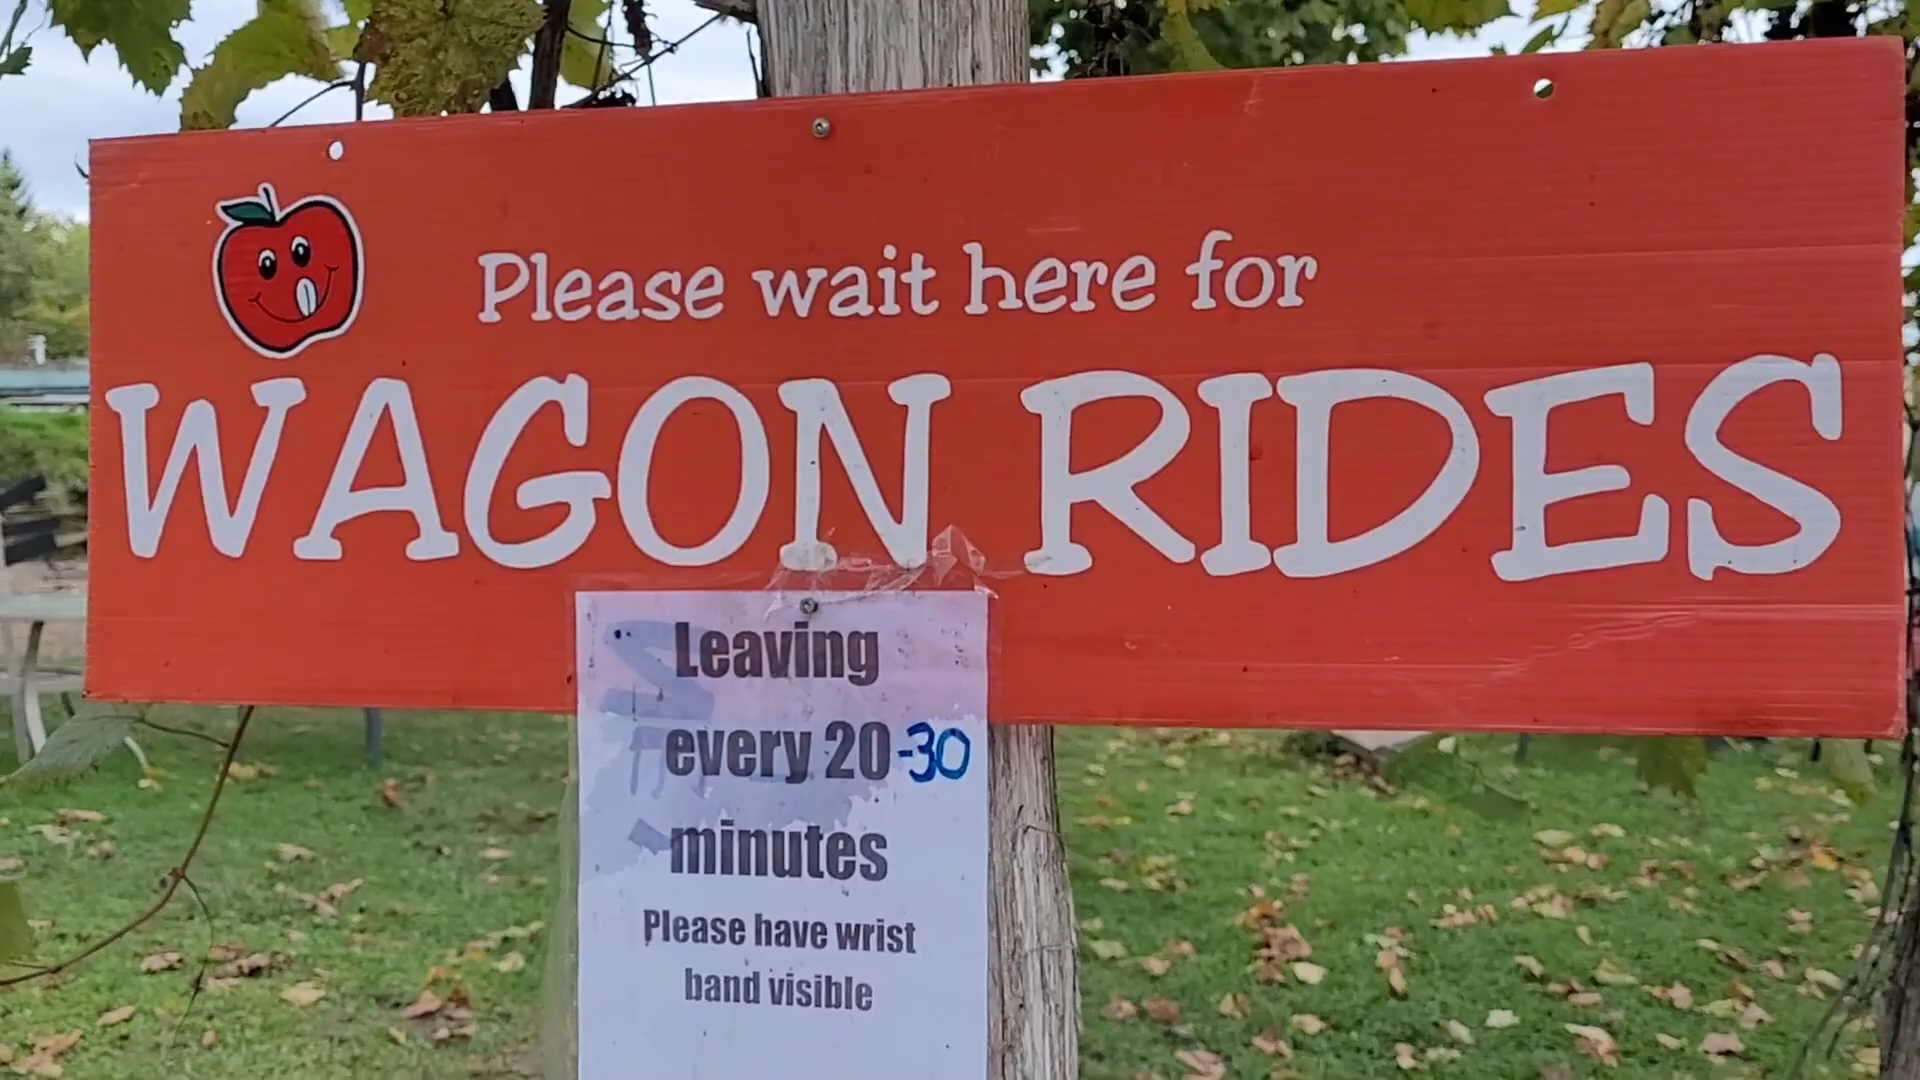 Please wait here for
WAGON RIDES
Leaving
every 20-30
minutes
Please have wrist
band visible